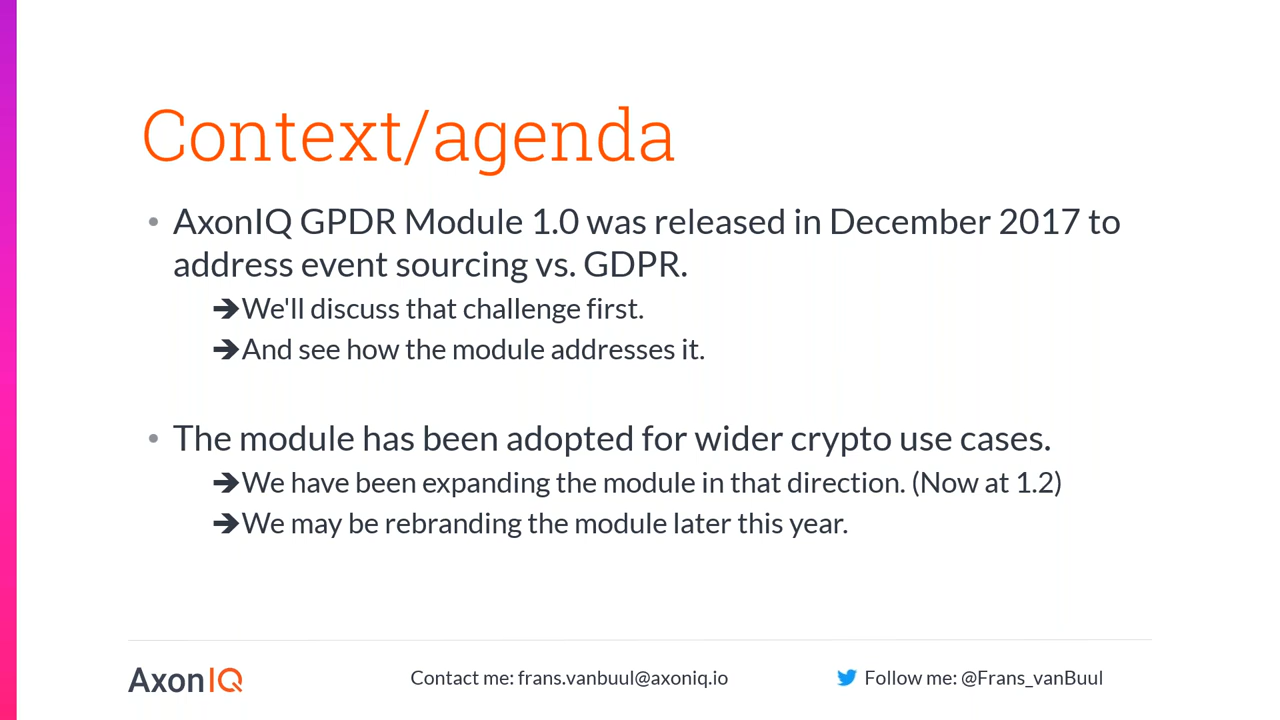 Context/agenda
• AxonIQ GPDR Module 1.0 was released in December 2017 to
address event sourcing vs. GDPR.
➔We'll discuss that challenge first.
➔And see how the module addresses it.
• The module has been adopted for wider crypto use cases.
➔We have been expanding the module in that direction. (Now at 1.2)
➔We may be rebranding the module later this year.
AxonIQ
Contact me: frans.vanbuul@axoniq.io
Follow me: @Frans_vanBuul